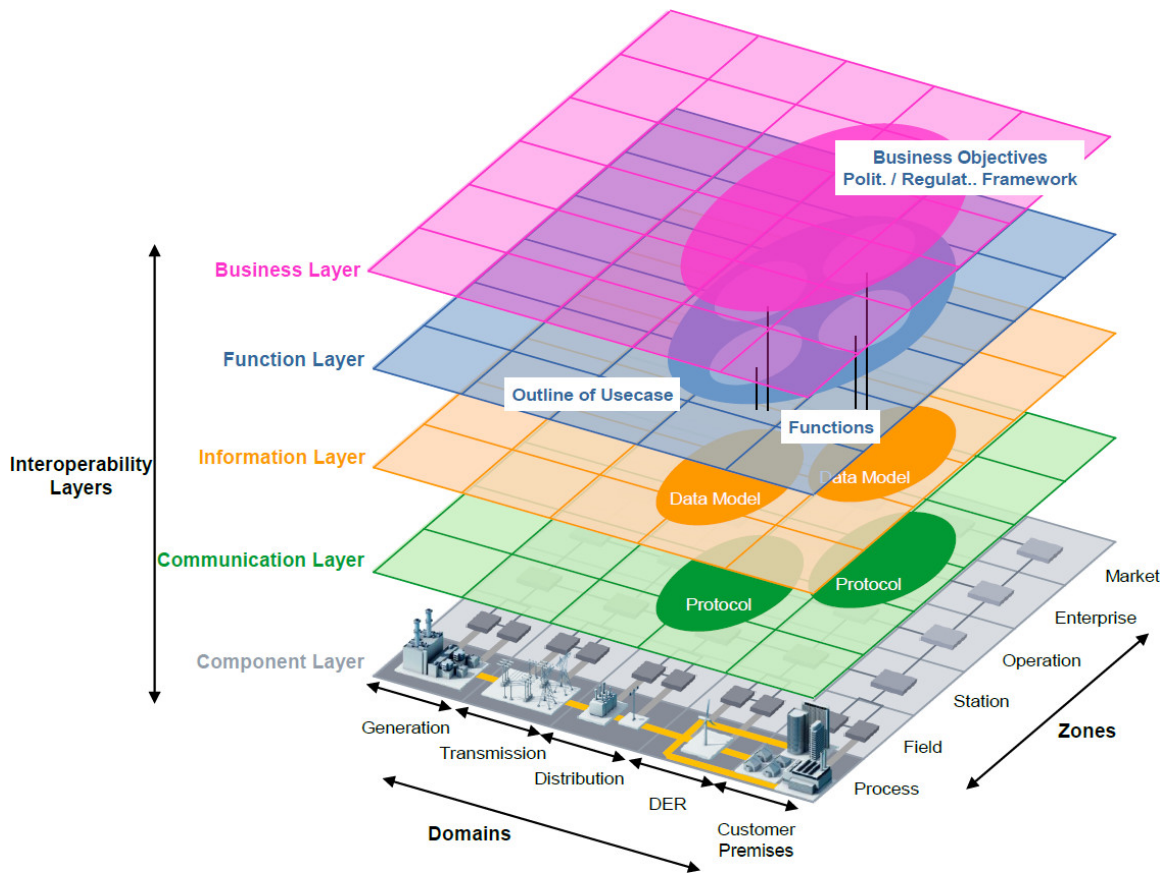 Business Objectives
Polit. / Regulat.. Framework
Business Layer
Function Layer
Outline of Usecase
Functions
Information Layer
Data Model
Data Model
Interoperability
Layers
Communication Layer
Protocol
Protocol
Component Layer
Market
Enterprise
Operation
Station
Field
Process
Zones
Generation
Transmission
Distribution
DER
Customer
Premises
Domains